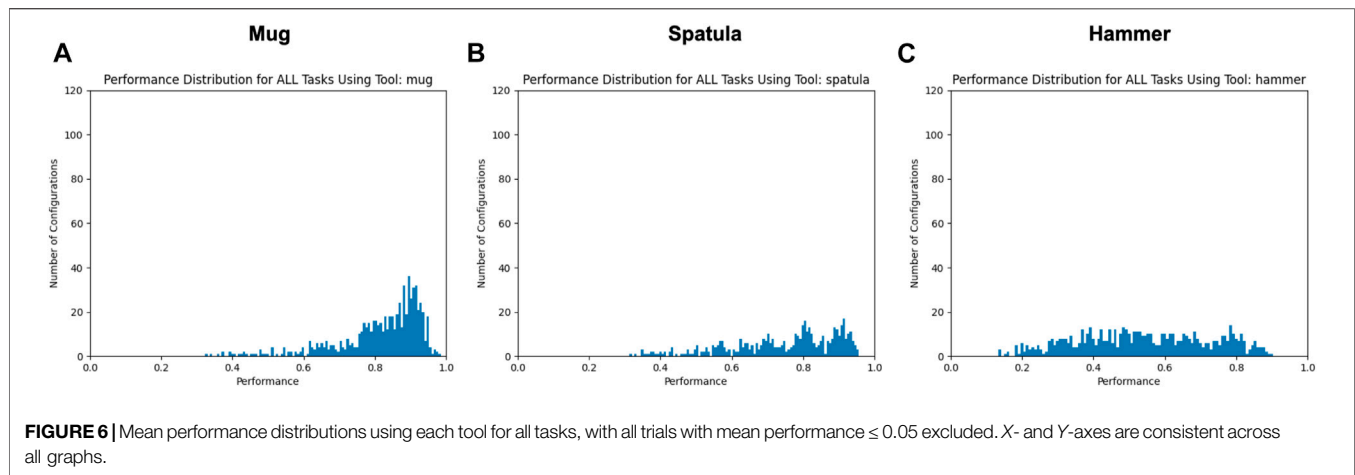 Mug
Spatula
Hammer
A
Performance Distribution for ALL Tasks Using Tool: mug
120
100
80
60
40
20
0
Number of Configurations
0.0 0.2 0.4 0.6 0.8 1.0
Performance
B
Performance Distribution for ALL Tasks Using Tool: spatula
120
100
80
60
40
20
0
Number of Configurations
0.0 0.2 0.4 0.6 0.8 1.0
Performance
C
Performance Distribution for ALL Tasks Using Tool: hammer
120
100
80
60
40
20
0
Number of Configurations
0.0 0.2 0.4 0.6 0.8 1.0
Performance
FIGURE 6 | Mean performance distributions using each tool for all tasks, with all trials with mean performance ≤ 0.05 excluded. X- and Y-axes are consistent across
all graphs.